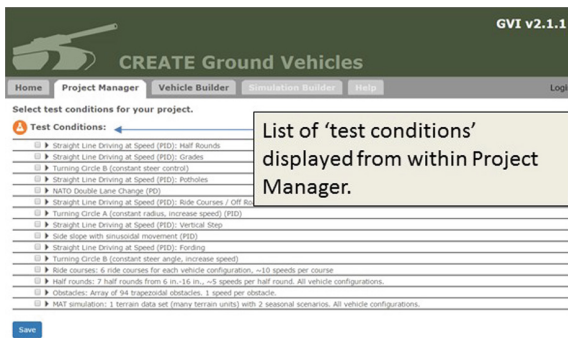 GVI v2.1.1
CREATE Ground Vehicles
Home Project Manager Vehicle Builder Simulation Builder Help
Select test conditions for your project.
Test Conditions:
Straight Line Driving at Speed (PID): Half Rounds
Straight Line Driving at Speed (PID): Grades
Turning Circle B (constant steer control)
Straight Line Driving at Speed (PID): Potholes
NATO Double Lane Change (PD)
Straight Line Driving at Speed (PID): Ride Courses / Off
Turning Circle A (constant radius, increase speed) (PID)
Straight Line Driving at Speed (PID): Vertical Step
Side slope with sinusoidal movement (PID)
Straight Line Driving at Speed (PID): Fording
Turning Circle B (constant steer angle, increase speed)
Ride courses: 6 ride courses for each vehicle configuration, ~10 speeds per course
Half rounds: 7 half rounds from 6 in.-16 in., ~5 speeds per half round. All vehicle configurations.
Obstacles: Array of 94 trapezoidal obstacles. 1 speed per obstacle.
MAT simulation: 1 terrain data set (many terrain units) with 2 seasonal scenarios. All vehicle configurations.
Save
List of ‘test conditions’
displayed from within Project
Manager.